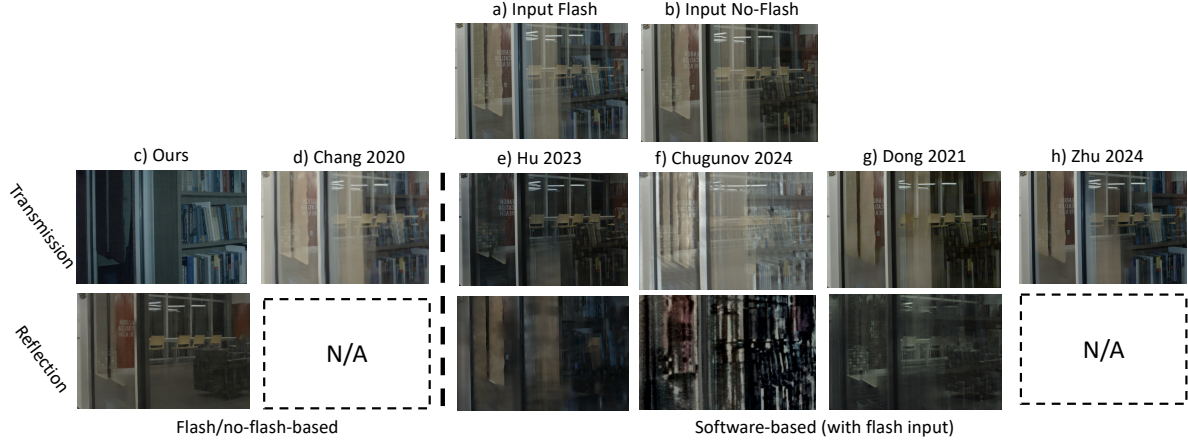 a) Input Flash
b) Input No-Flash
c) Ours
d) Chang 2020
e) Hu 2023
f) Chugunov 2024
g) Dong 2021
h) Zhu 2024
Transmission
Reflection
N/A
N/A
Flash/no-flash-based
Software-based (with flash input)